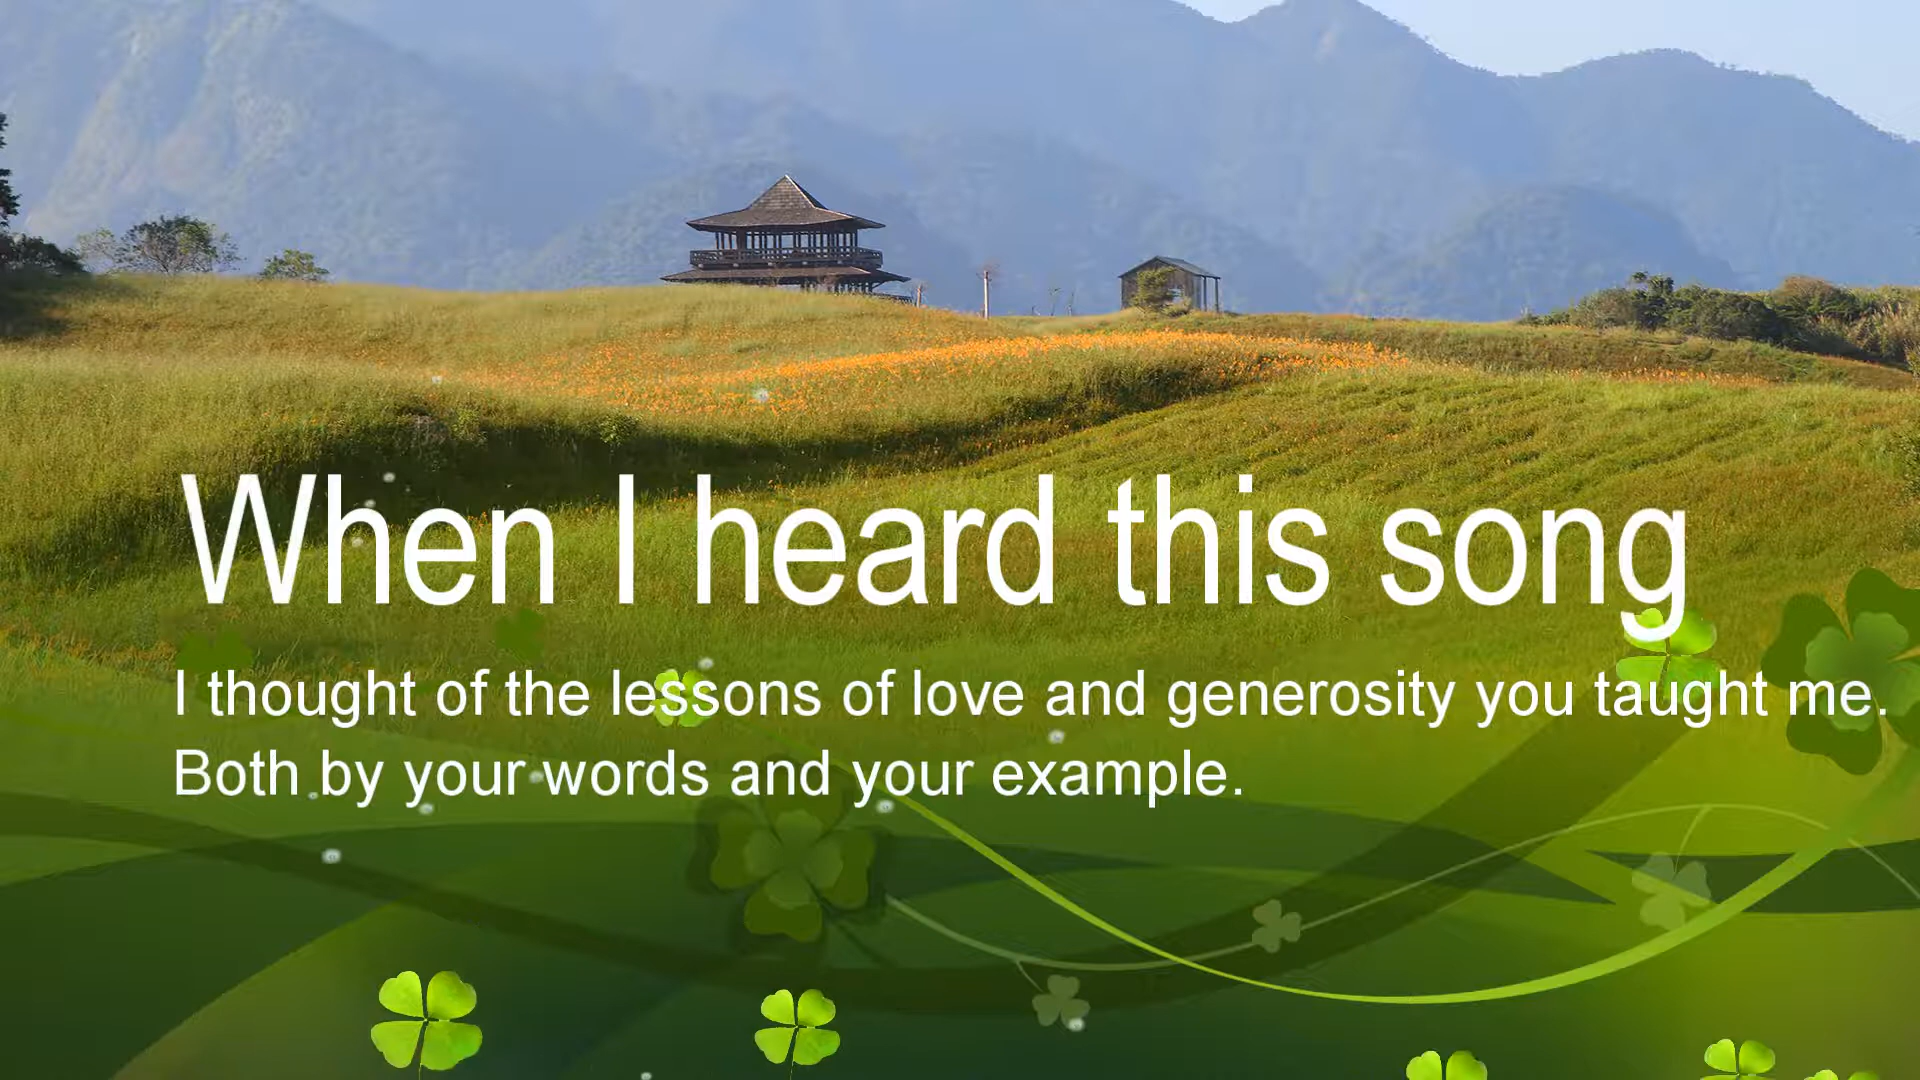 When I heard this song
I thought of the lessons of love and generosity you taught me.
Both by your words and your example.